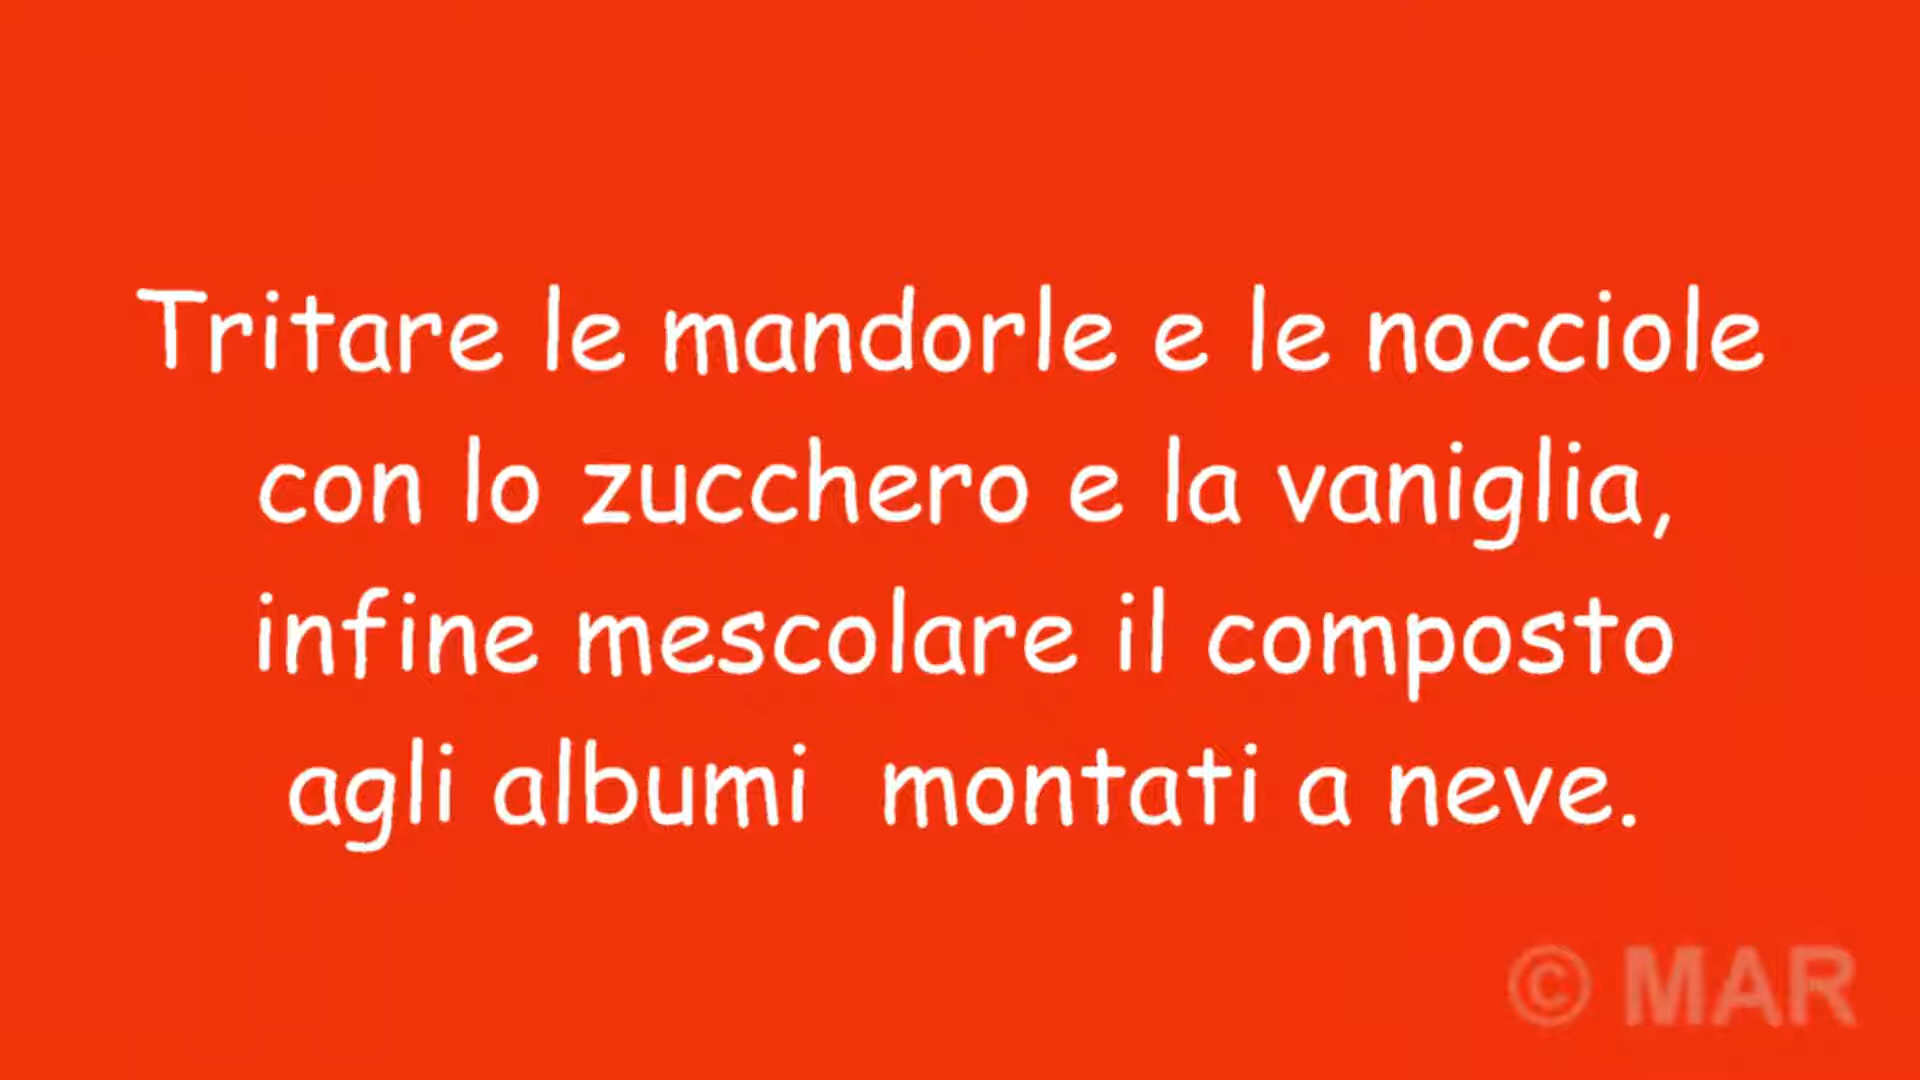 Tritare le mandorle e le nocciole
con lo zucchero e la vaniglia,
infine mescolare il composto
agli albumi  montati a neve.
© MAR